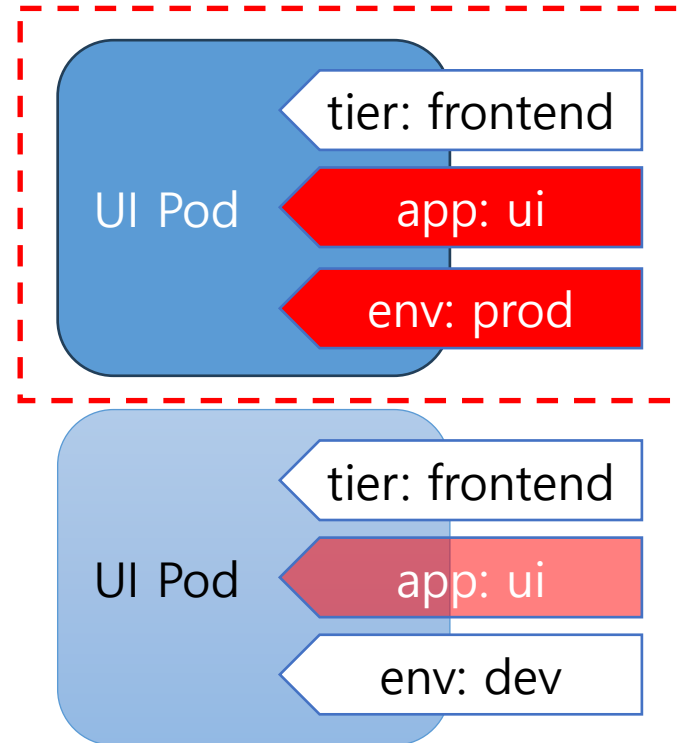 tier: frontend
UI Pod
app: ui
env: prod
tier: frontend
UI Pod
app: ui
env: dev